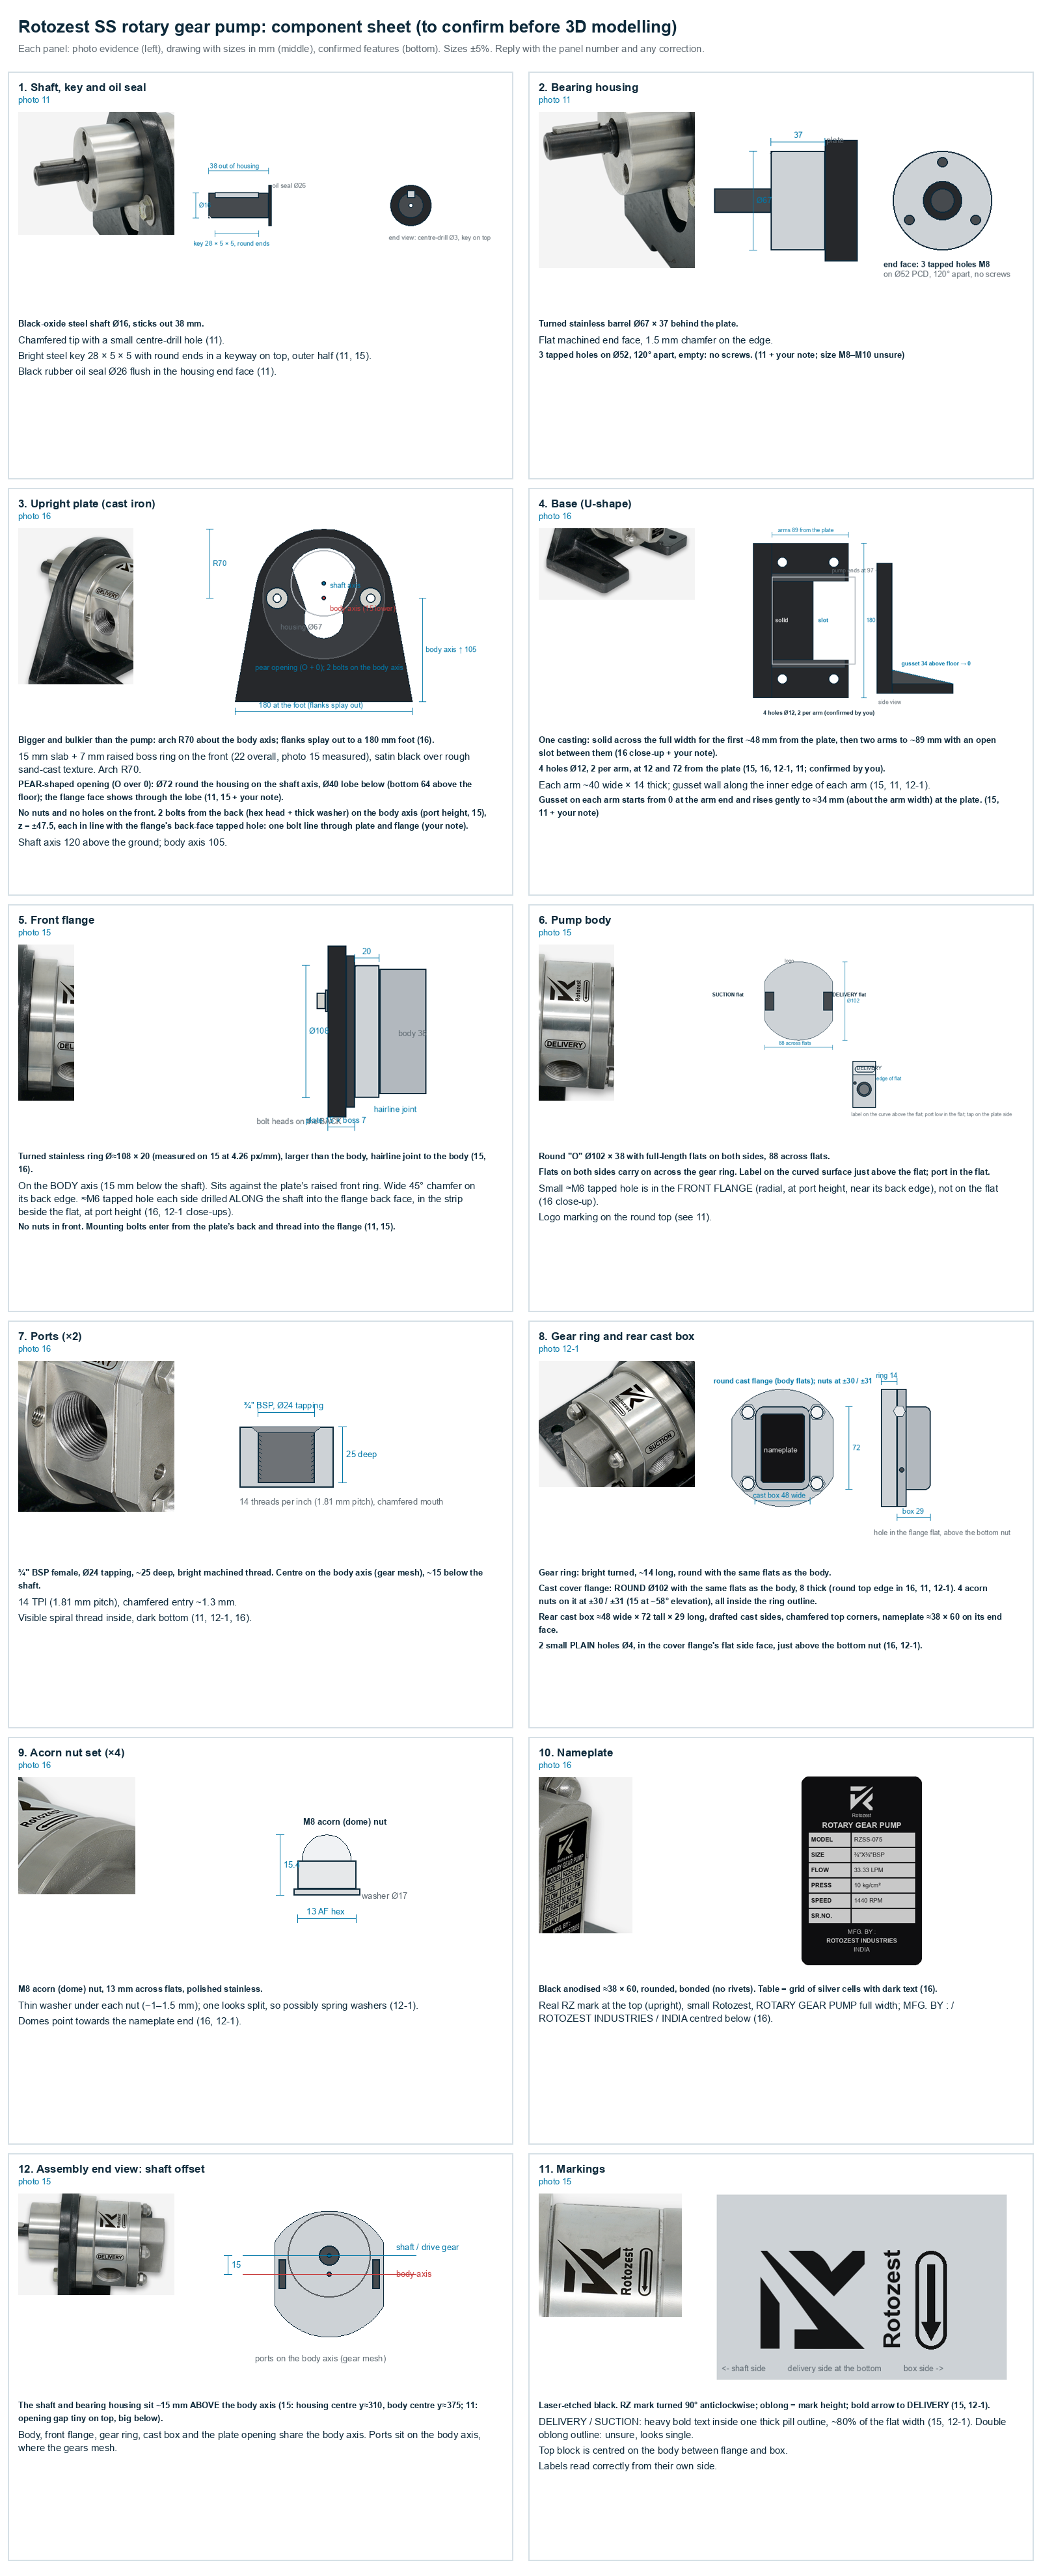 Rotozest SS rotary gear pump: component sheet (to confirm before 3D modelling)
Each panel: photo evidence (left), drawing with sizes in mm (middle), confirmed features (bottom). Sizes ±5%. Reply with the panel number and any correction.
1. Shaft, key and oil seal
photo 11
38 out of housing
oil seal Ø26
key 28 × 5 × 5, round ends
end view: centre-drill Ø3, key on top
Black-oxide steel shaft Ø16, sticks out 38 mm.
Chamfered tip with a small centre-drill hole (11).
Bright steel key 28 × 5 × 5 with round ends in a keyway on top, outer half (11, 15).
Black rubber oil seal Ø26 flush in the housing end face (11).
2. Bearing housing
photo 11
37
plate
Ø67
end face: 3 tapped holes M8
on Ø52 PCD, 120° apart, no screws
Turned stainless barrel Ø67 × 37 behind the plate.
Flat machined end face, 1.5 mm chamfer on the edge.
3 tapped holes on Ø52, 120° apart, empty: no screws. (11 + your note; size M8–M10 unsure)
3. Upright plate (cast iron)
photo 16
DELIVERY
R70
shaft
housing Ø67
body axis ↑ 105
pear opening (O + 0); 2 bolts on the body axis
180 at the foot (flanks splay out)
Bigger and bulkier than the pump: arch R70 about the body axis; flanks splay out to a 180 mm foot (16).
15 mm slab + 7 mm raised boss ring on the front (22 overall, photo 15 measured), satin black over rough
sand-cast texture. Arch R70.
PEAR-shaped opening (O over 0): Ø72 round the housing on the shaft axis, Ø40 lobe below (bottom 64 above the
floor); the flange face shows through the lobe (11, 15 + your note).
No nuts and no holes on the front. 2 bolts from the back (hex head + thick washer) on the body axis (port height, 15),
z = ±47.5, each in line with the flange's back-face tapped hole: one bolt line through plate and flange (your note).
Shaft axis 120 above the ground; body axis 105.
4. Base (U-shape)
photo 16
arms 89 from the plate
ends at 97
solid
slot
180
gusset 34 above floor → 0
side view
4 holes Ø12, 2 per arm (confirmed by you)
One casting: solid across the full width for the first ~48 mm from the plate, then two arms to ~89 mm with an open
slot between them (16 close-up + your note).
4 holes Ø12, 2 per arm, at 12 and 72 from the plate (15, 16, 12-1, 11; confirmed by you).
Each arm ~40 wide × 14 thick; gusset wall along the inner edge of each arm (15, 11, 12-1).
Gusset on each arm starts from 0 at the arm end and rises gently to ≈34 mm (about the arm width) at the plate. (15,
11 + your note)
5. Front flange
photo 15
20
Ø108
body 38
hairline joint
bolt heads on the BACK
Turned stainless ring Ø≈108 × 20 (measured on 15 at 4.26 px/mm), larger than the body, hairline joint to the body (15,
16).
On the BODY axis (15 mm below the shaft). Sits against the plate's raised front ring. Wide 45° chamfer on
its back edge. ≈M6 tapped hole each side drilled ALONG the shaft into the flange back face, in the strip
beside the flat, at port height (16, 12-1 close-ups).
No nuts in front. Mounting bolts enter from the plate's back and thread into the flange (11, 15).
6. Pump body
photo 15
Rotozest
DELIVERY
logo
SUCTION flat
DELIVERY flat
Ø102
88 across flats
DELIVERY
edge of flat
label on the curve above the flat; port low in the flat; tap on the plate side
Round "O" Ø102 × 38 with full-length flats on both sides, 88 across flats.
Flats on both sides carry on across the gear ring. Label on the curved surface just above the flat; port in the flat.
Small ≈M6 tapped hole is in the FRONT FLANGE (radial, at port height, near its back edge), not on the flat
(16 close-up).
Logo marking on the round top (see 11).
7. Ports (×2)
photo 16
¾" BSP, Ø24 tapping
25 deep
14 threads per inch (1.81 mm pitch), chamfered mouth
¾" BSP female, Ø24 tapping, ~25 deep, bright machined thread. Centre on the body axis (gear mesh), ~15 below the
shaft.
14 TPI (1.81 mm pitch), chamfered entry ~1.3 mm.
Visible spiral thread inside, dark bottom (11, 12-1, 16).
8. Gear ring and rear cast box
photo 12-1
Rotozest
SUCTION
round cast flange (body flats); nuts at ±30 / ±31
ring 14
nameplate
72
cast box 48 wide
box 29
hole in the flange flat, above the bottom nut
Gear ring: bright turned, ~14 long, round with the same flats as the body.
Cast cover flange: ROUND Ø102 with the same flats as the body, 8 thick (round top edge in 16, 11, 12-1). 4 acorn
nuts on it at ±30 / ±31 (15 at ~58° elevation), all inside the ring outline.
Rear cast box ≈48 wide × 72 tall × 29 long, drafted cast sides, chamfered top corners, nameplate ≈38 × 60 on its end
face.
2 small PLAIN holes Ø4, in the cover flange's flat side face, just above the bottom nut (16, 12-1).
9. Acorn nut set (×4)
photo 16
Rotozest
M8 acorn (dome) nut
washer Ø17
13 AF hex
M8 acorn (dome) nut, 13 mm across flats, polished stainless.
Thin washer under each nut (~1–1.5 mm); one looks split, so possibly spring washers (12-1).
Domes point towards the nameplate end (16, 12-1).
10. Nameplate
photo 16
ROTARY GEAR PUMP
Rotozest
ROTARY GEAR PUMP
MODEL RZSS-075
SIZE ¾"X¾"BSP
FLOW 33.33 LPM
PRESS 10 kg/cm²
SPEED 1440 RPM
SR.NO.
MFG. BY :
ROTOZEST INDUSTRIES
INDIA
Black anodised ≈38 × 60, rounded, bonded (no rivets). Table = grid of silver cells with dark text (16).
Real RZ mark at the top (upright), small Rotozest, ROTARY GEAR PUMP full width; MFG. BY : /
ROTOZEST INDUSTRIES / INDIA centred below (16).
12. Assembly end view: shaft offset
photo 15
DELIVERY
15
shaft / drive gear
body axis
ports on the body axis (gear mesh)
The shaft and bearing housing sit ~15 mm ABOVE the body axis (15: housing centre y≈310, body centre y≈375; 11:
opening gap tiny on top, big below).
Body, front flange, gear ring, cast box and the plate opening share the body axis. Ports sit on the body axis,
where the gears mesh.
11. Markings
photo 15
Rotozest
Rotozest
<- shaft side
delivery side at the bottom
box side ->
Laser-etched black. RZ mark turned 90° anticlockwise; oblong = mark height; bold arrow to DELIVERY (15, 12-1).
DELIVERY / SUCTION: heavy bold text inside one thick pill outline, ~80% of the flat width (15, 12-1). Double
oblong outline: unsure, looks single.
Top block is centred on the body between flange and box.
Labels read correctly from their own side.